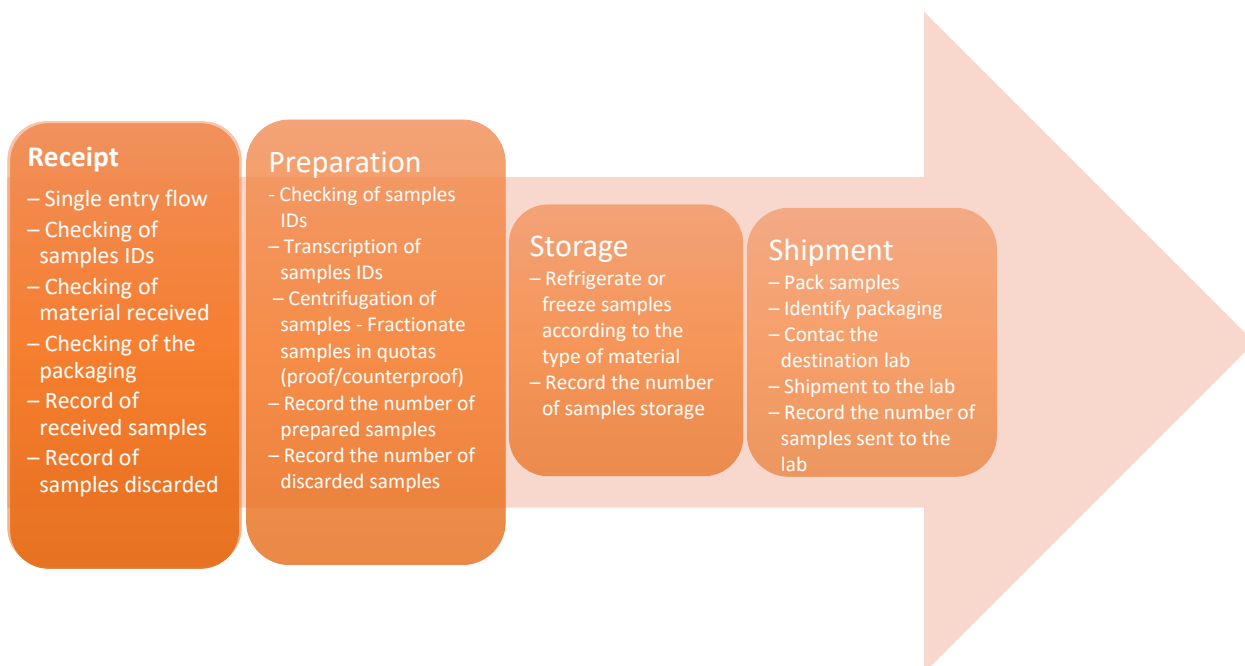 Receipt
– Single entry flow
– Checking of
samples IDs
– Checking of
material received
– Checking of the
packaging
– Record of
received samples
– Record of
samples discarded
Preparation
- Checking of samples
IDs
– Transcription of
samples IDs
– Centrifugation of
samples - Fractionate
samples in quotas
(proof/counterproof)
– Record the number of
prepared samples
– Record the number of
discarded samples
Storage
– Refrigerate or
freeze samples
according to the
type of material
– Record the number
of samples storage
Shipment
– Pack samples
– Identify packaging
– Contac the
destination lab
– Shipment to the lab
– Record the number of
samples sent to the
lab